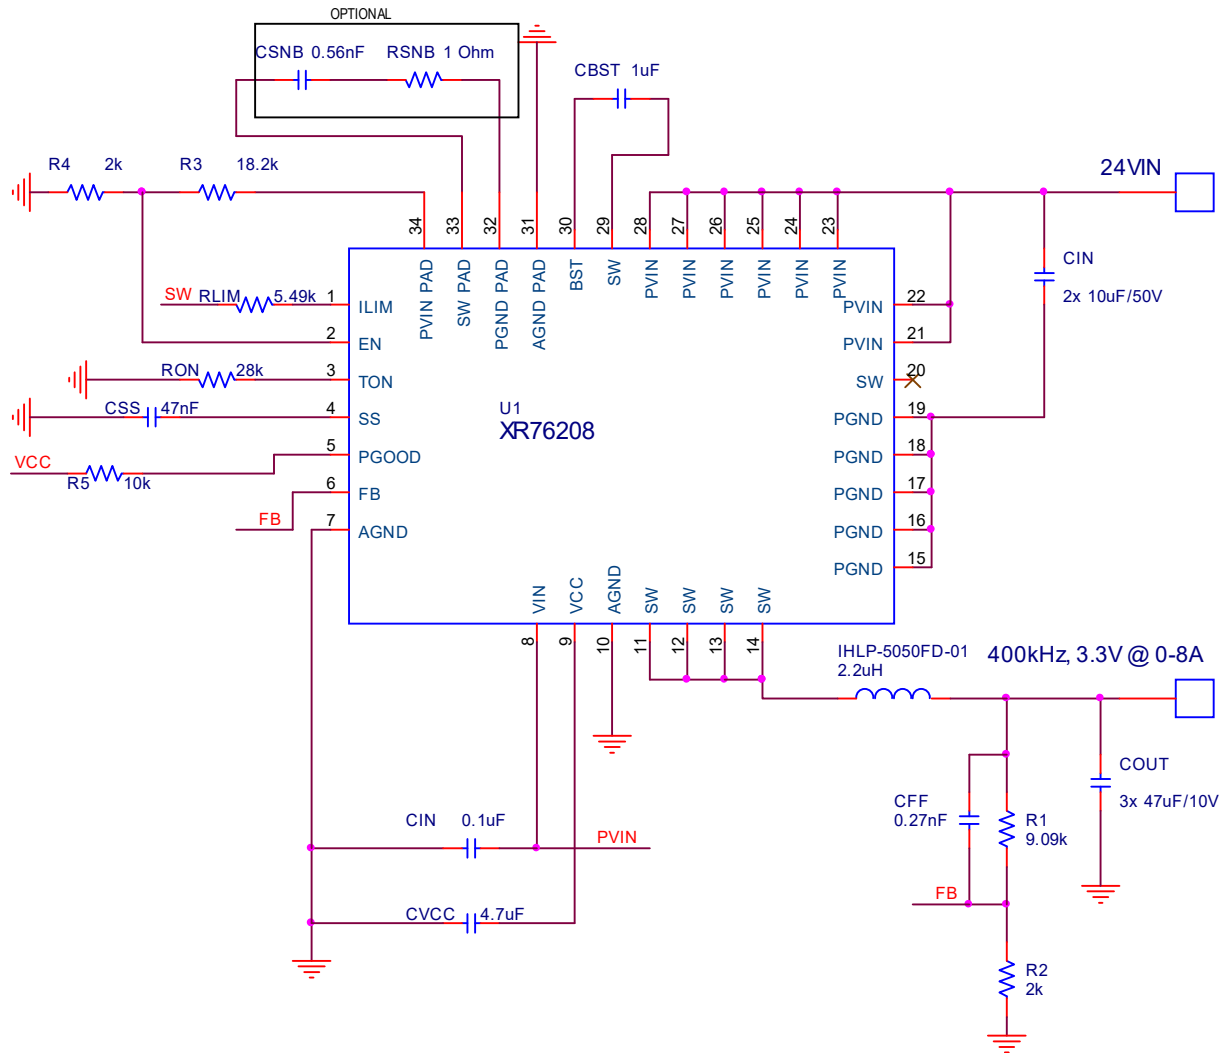 OPTIONAL
CSNB 0.56nF RSNB 1 Ohm
CBST 1uF
R4 2k R3 18.2k
24VIN
34 33 32 31 30 29 28 27 26 25 24 23
PVIN PAD
SW PAD
PGND PAD
AGND PAD
BST
SW
PVIN
PVIN
PVIN
PVIN
PVIN
PVIN
CIN
2x 10uF/50V
SW RLIM 5.49k 1 ILIM
2 EN
RON 28k 3 TON
CSS 47nF 4 SS
VCC R5 10k 5 PGOOD
FB 6 FB
7 AGND
U1
XR76208
PVIN 22
PVIN 21
SW 20
PGND 19
PGND 18
PGND 17
PGND 16
PGND 15
VIN
VCC
AGND
SW
SW
SW
SW
8 9 10 11 12 13 14
IHLP-5050FD-01
2.2uH
400kHz, 3.3V @ 0-8A
COUT
3x 47uF/10V
CFF
0.27nF
R1
9.09k
CIN 0.1uF
PVIN
FB
CVCC 4.7uF
R2
2k